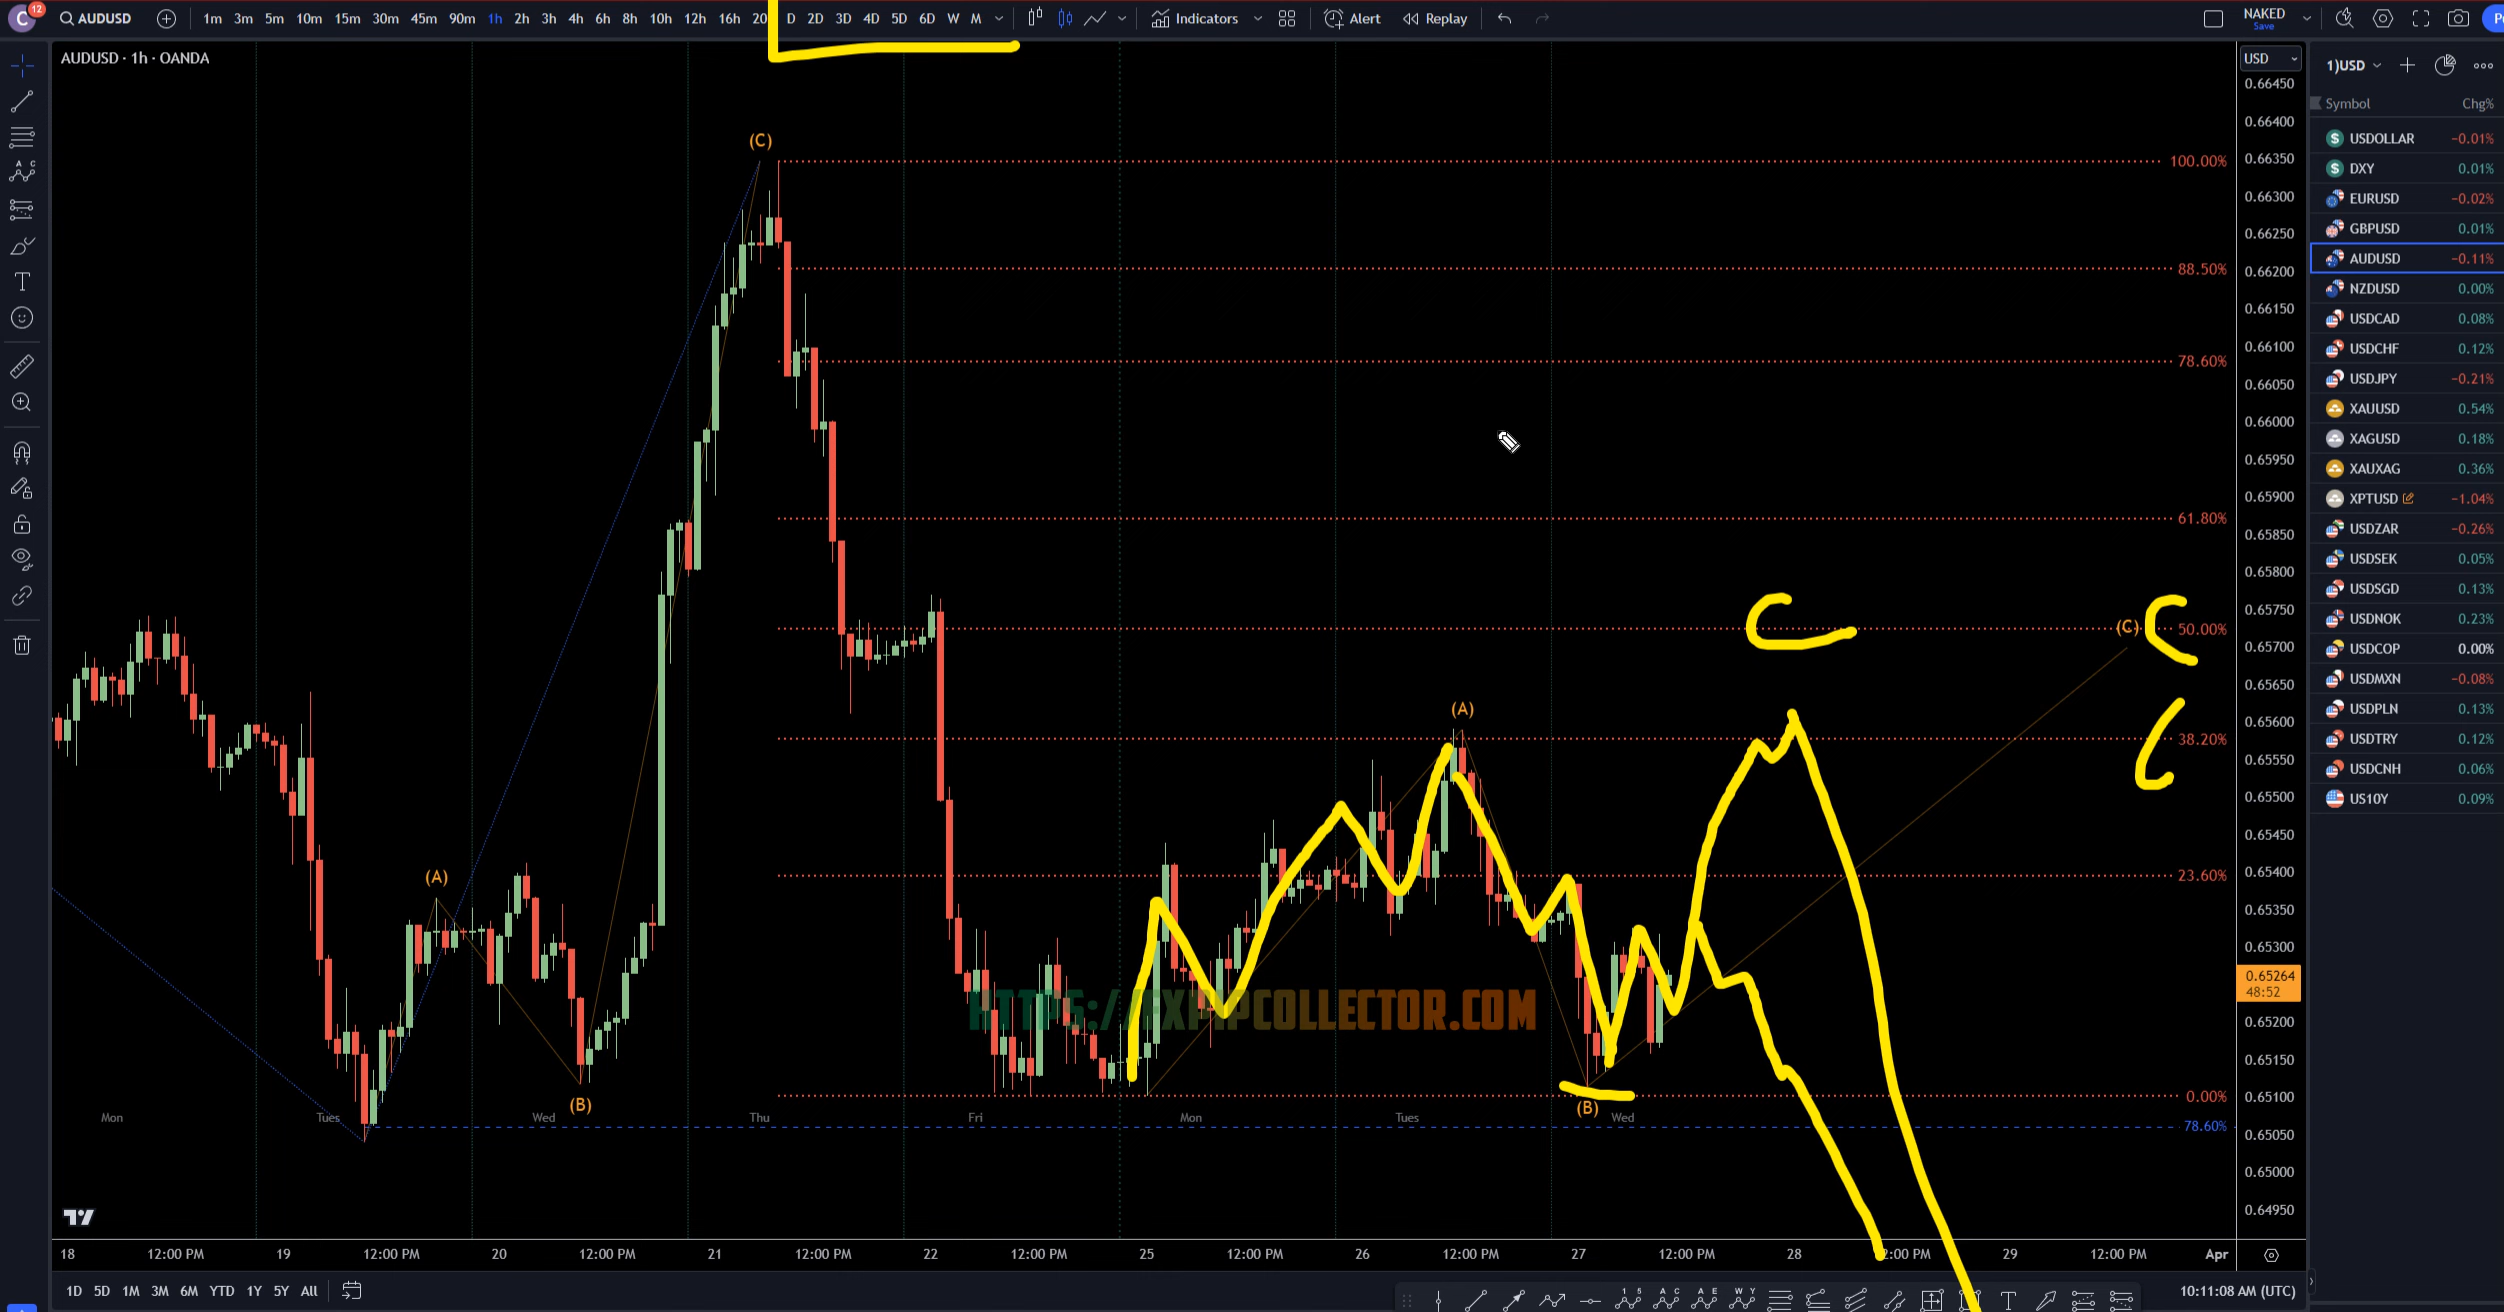 C 12 AUDUSD 1m 3m 5m 10m 15m 30m 45m 90m 1h 2h 3h 4h 6h 8h 10h 12h 16h 20 D 2D 3D 4D 5D 6D W M Indicators Alert Replay NAKED
Save
AUDUSD · 1h · OANDA
USD
1)USD
Symbol Chg%
USDOLLAR −0.01%
DXY 0.01%
EURUSD −0.02%
GBPUSD 0.01%
AUDUSD −0.11%
NZDUSD 0.00%
USDCAD 0.08%
USDCHF 0.12%
USDJPY −0.21%
XAUUSD 0.54%
XAGUSD 0.18%
XAUXAG 0.36%
XPTUSD −1.04%
USDZAR −0.26%
USDSEK 0.05%
USDSGD 0.13%
USDNOK 0.23%
USDCOP 0.00%
USDMXN −0.08%
USDPLN 0.13%
USDTRY 0.12%
USDCNH 0.06%
US10Y 0.09%
0.66450
0.66400
0.66350
0.66300
0.66250
0.66200
0.66150
0.66100
0.66050
0.66000
0.65950
0.65900
0.65850
0.65800
0.65750
0.65700
0.65650
0.65600
0.65550
0.65500
0.65450
0.65400
0.65350
0.65300
0.65264
48:52
0.65200
0.65150
0.65100
0.65050
0.65000
0.64950
(C)
100.00%
88.50%
78.60%
61.80%
C
(C) C 50.00%
(A)
38.20%
C
(A)
23.60%
HTTPS://FXPIPCOLLECTOR.COM
0.00%
(B)
(B)
Mon Tues Wed Thu Fri Mon Tues Wed
78.60%
18 12:00 PM 19 12:00 PM 20 12:00 PM 21 12:00 PM 22 12:00 PM 25 12:00 PM 26 12:00 PM 27 12:00 PM 28 2:00 PM 29 12:00 PM Apr
1D 5D 1M 3M 6M YTD 1Y 5Y All
10:11:08 AM (UTC)